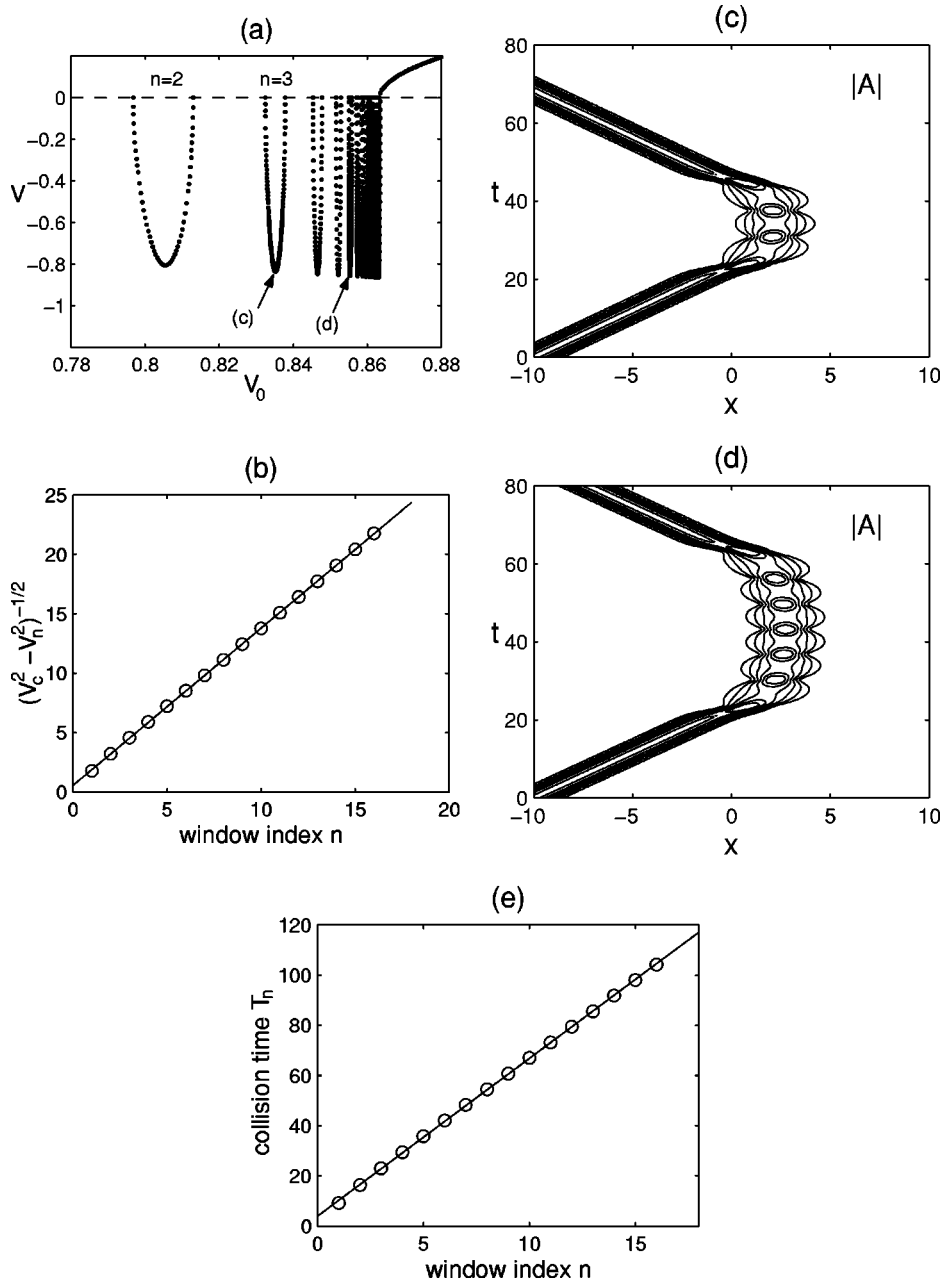 (a)
n=2
n=3
0
−0.2
−0.4
−0.6
−0.8
−1
V
(c)
(d)
0.78
0.8
0.82
0.84
0.86
0.88
V0
(c)
|A|
80
60
40
20
0
t
−10
−5
0
5
10
x
(b)
25
20
15
10
5
0
(Vc2 −Vn2)−1/2
0
5
10
15
20
window index n
(d)
|A|
80
60
40
20
0
t
−10
−5
0
5
10
x
(e)
120
100
80
60
40
20
0
collision time Tn
0
5
10
15
window index n